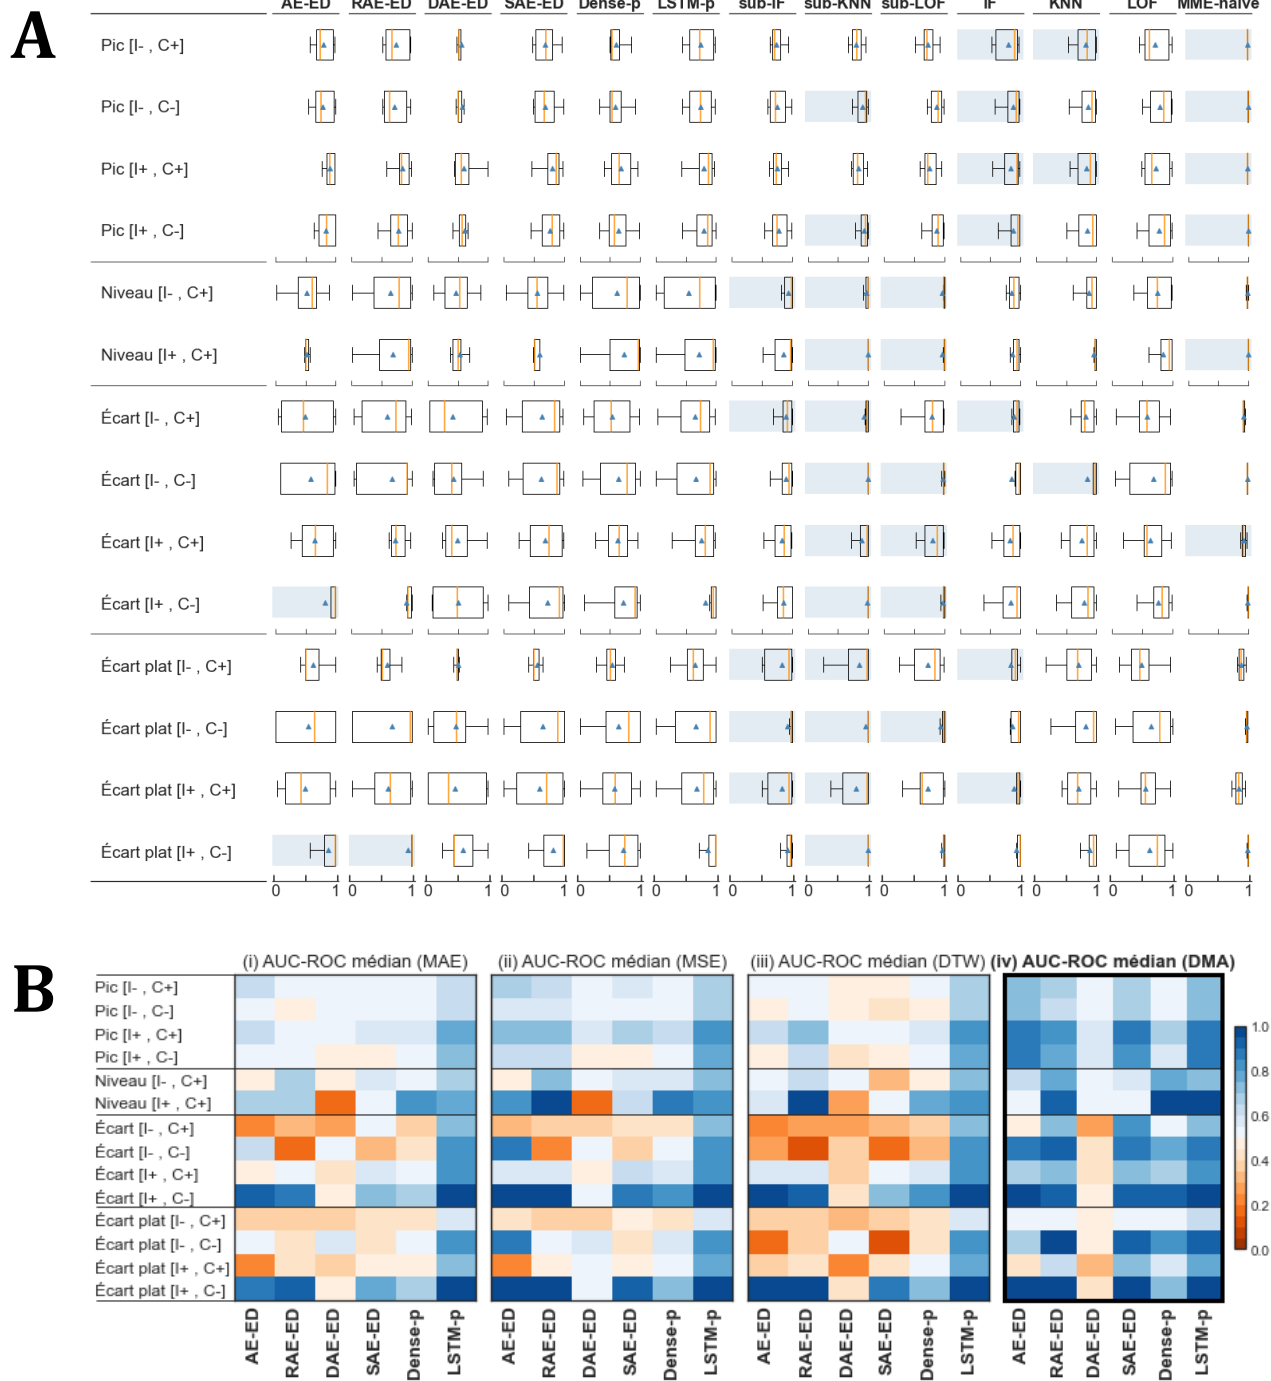 A
AE-ED RAE-ED DAE-ED SAE-ED Dense-p LSTM-p sub-IF sub-KNN sub-LOF IF KNN LOF MME-naive
Pic [I- , C+]
Pic [I- , C-]
Pic [I+ , C+]
Pic [I+ , C-]
Niveau [I- , C+]
Niveau [I+ , C+]
Écart [I- , C+]
Écart [I- , C-]
Écart [I+ , C+]
Écart [I+ , C-]
Écart plat [I- , C+]
Écart plat [I- , C-]
Écart plat [I+ , C+]
Écart plat [I+ , C-]
0 1 0 1 0 1 0 1 0 1 0 1 0 1 0 1 0 1 0 1 0 1 0 1 0 1
B
(i) AUC-ROC médian (MAE) (ii) AUC-ROC médian (MSE) (iii) AUC-ROC médian (DTW) (iv) AUC-ROC médian (DMA)
Pic [I- , C+]
Pic [I- , C-]
Pic [I+ , C+]
Pic [I+ , C-]
Niveau [I- , C+]
Niveau [I+ , C+]
Écart [I- , C+]
Écart [I- , C-]
Écart [I+ , C+]
Écart [I+ , C-]
Écart plat [I- , C+]
Écart plat [I- , C-]
Écart plat [I+ , C+]
Écart plat [I+ , C-]
1.0
0.8
0.6
0.4
0.2
0.0
AE-ED RAE-ED DAE-ED SAE-ED Dense-p LSTM-p AE-ED RAE-ED DAE-ED SAE-ED Dense-p LSTM-p AE-ED RAE-ED DAE-ED SAE-ED Dense-p LSTM-p AE-ED RAE-ED DAE-ED SAE-ED Dense-p LSTM-p